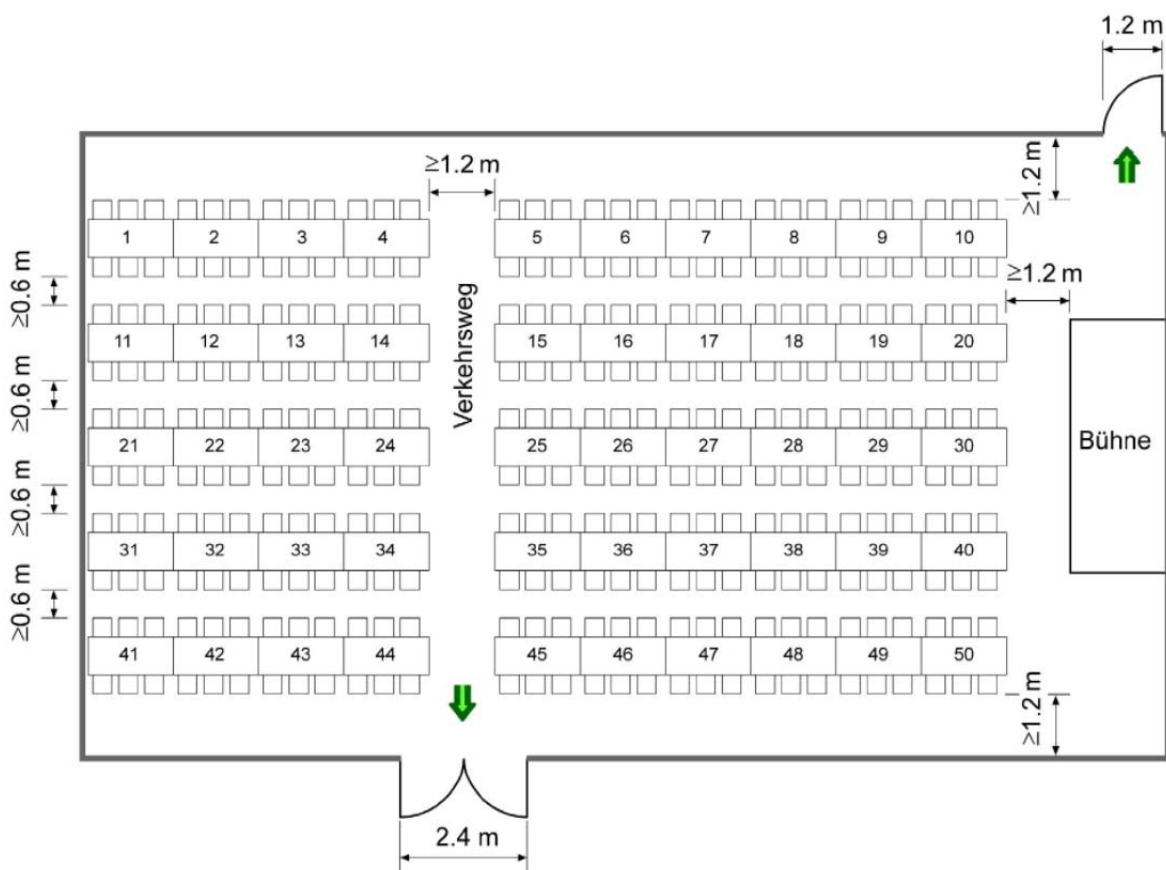 1.2 m
≥1.2 m
≥1.2 m
1 2 3 4 5 6 7 8 9 10
≥0.6 m
≥1.2 m
11 12 13 14 15 16 17 18 19 20
Verkehrsweg
≥0.6 m
21 22 23 24 25 26 27 28 29 30
Bühne
≥0.6 m
31 32 33 34 35 36 37 38 39 40
≥0.6 m
41 42 43 44 45 46 47 48 49 50
≥1.2 m
2.4 m